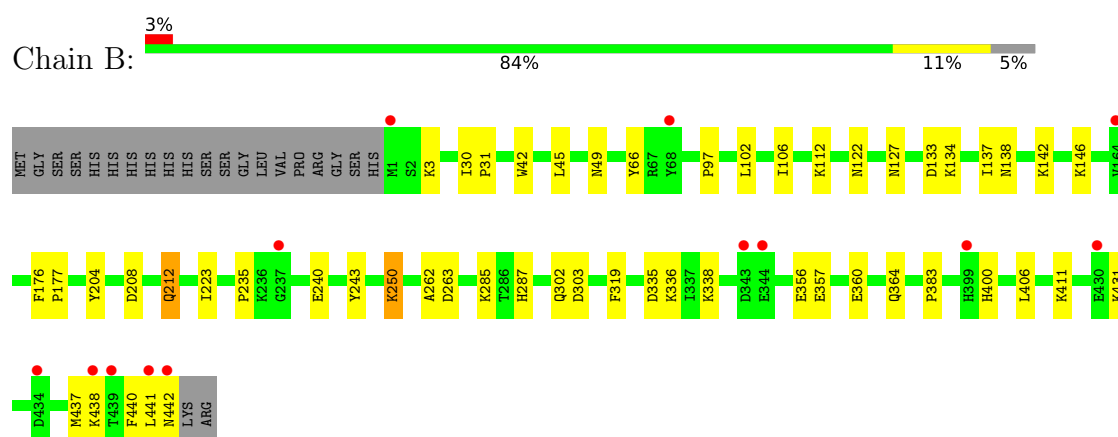 3%
Chain B:
84% 11% 5%
MET GLY SER SER HIS HIS HIS HIS HIS HIS SER SER GLY LEU VAL PRO ARG GLY SER HIS M1 S2 K3 I30 P31 W42 L45 N49 Y66 R67 Y68 P97 L102 I106 K112 N122 N127 D133 K134 I137 N138 K142 K146 V164
F176 P177 Y204 D208 Q212 I223 P235 K236 G237 E240 Y243 K250 A262 D263 K285 T286 H287 Q302 D303 F319 D335 K336 I337 K338 D343 E344 E356 E357 E360 Q364 P383 H399 H400 L406 K411 E430 K431
D434 M437 K438 T439 F440 L441 N442 LYS ARG